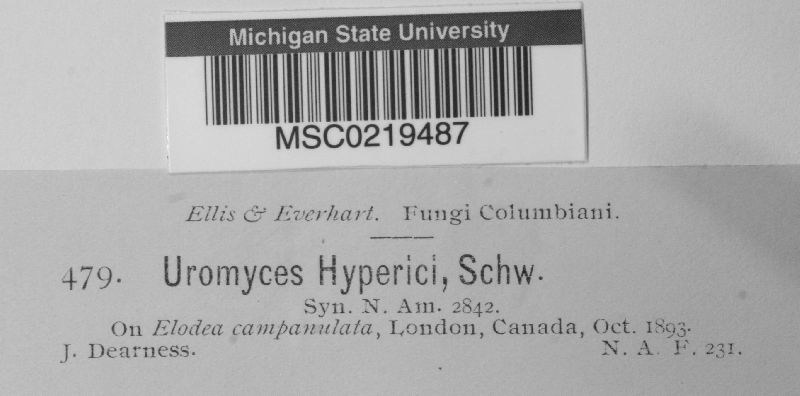 Michigan State University
MSC0219487
Ellis & Everhart. Fungi Columbiani.
479. Uromyces Hyperici, Schw.
Syn. N. Am. 2842.
On Elodea campanulata, London, Canada, Oct. 1893.
J. Dearness. N. A. F. 231.